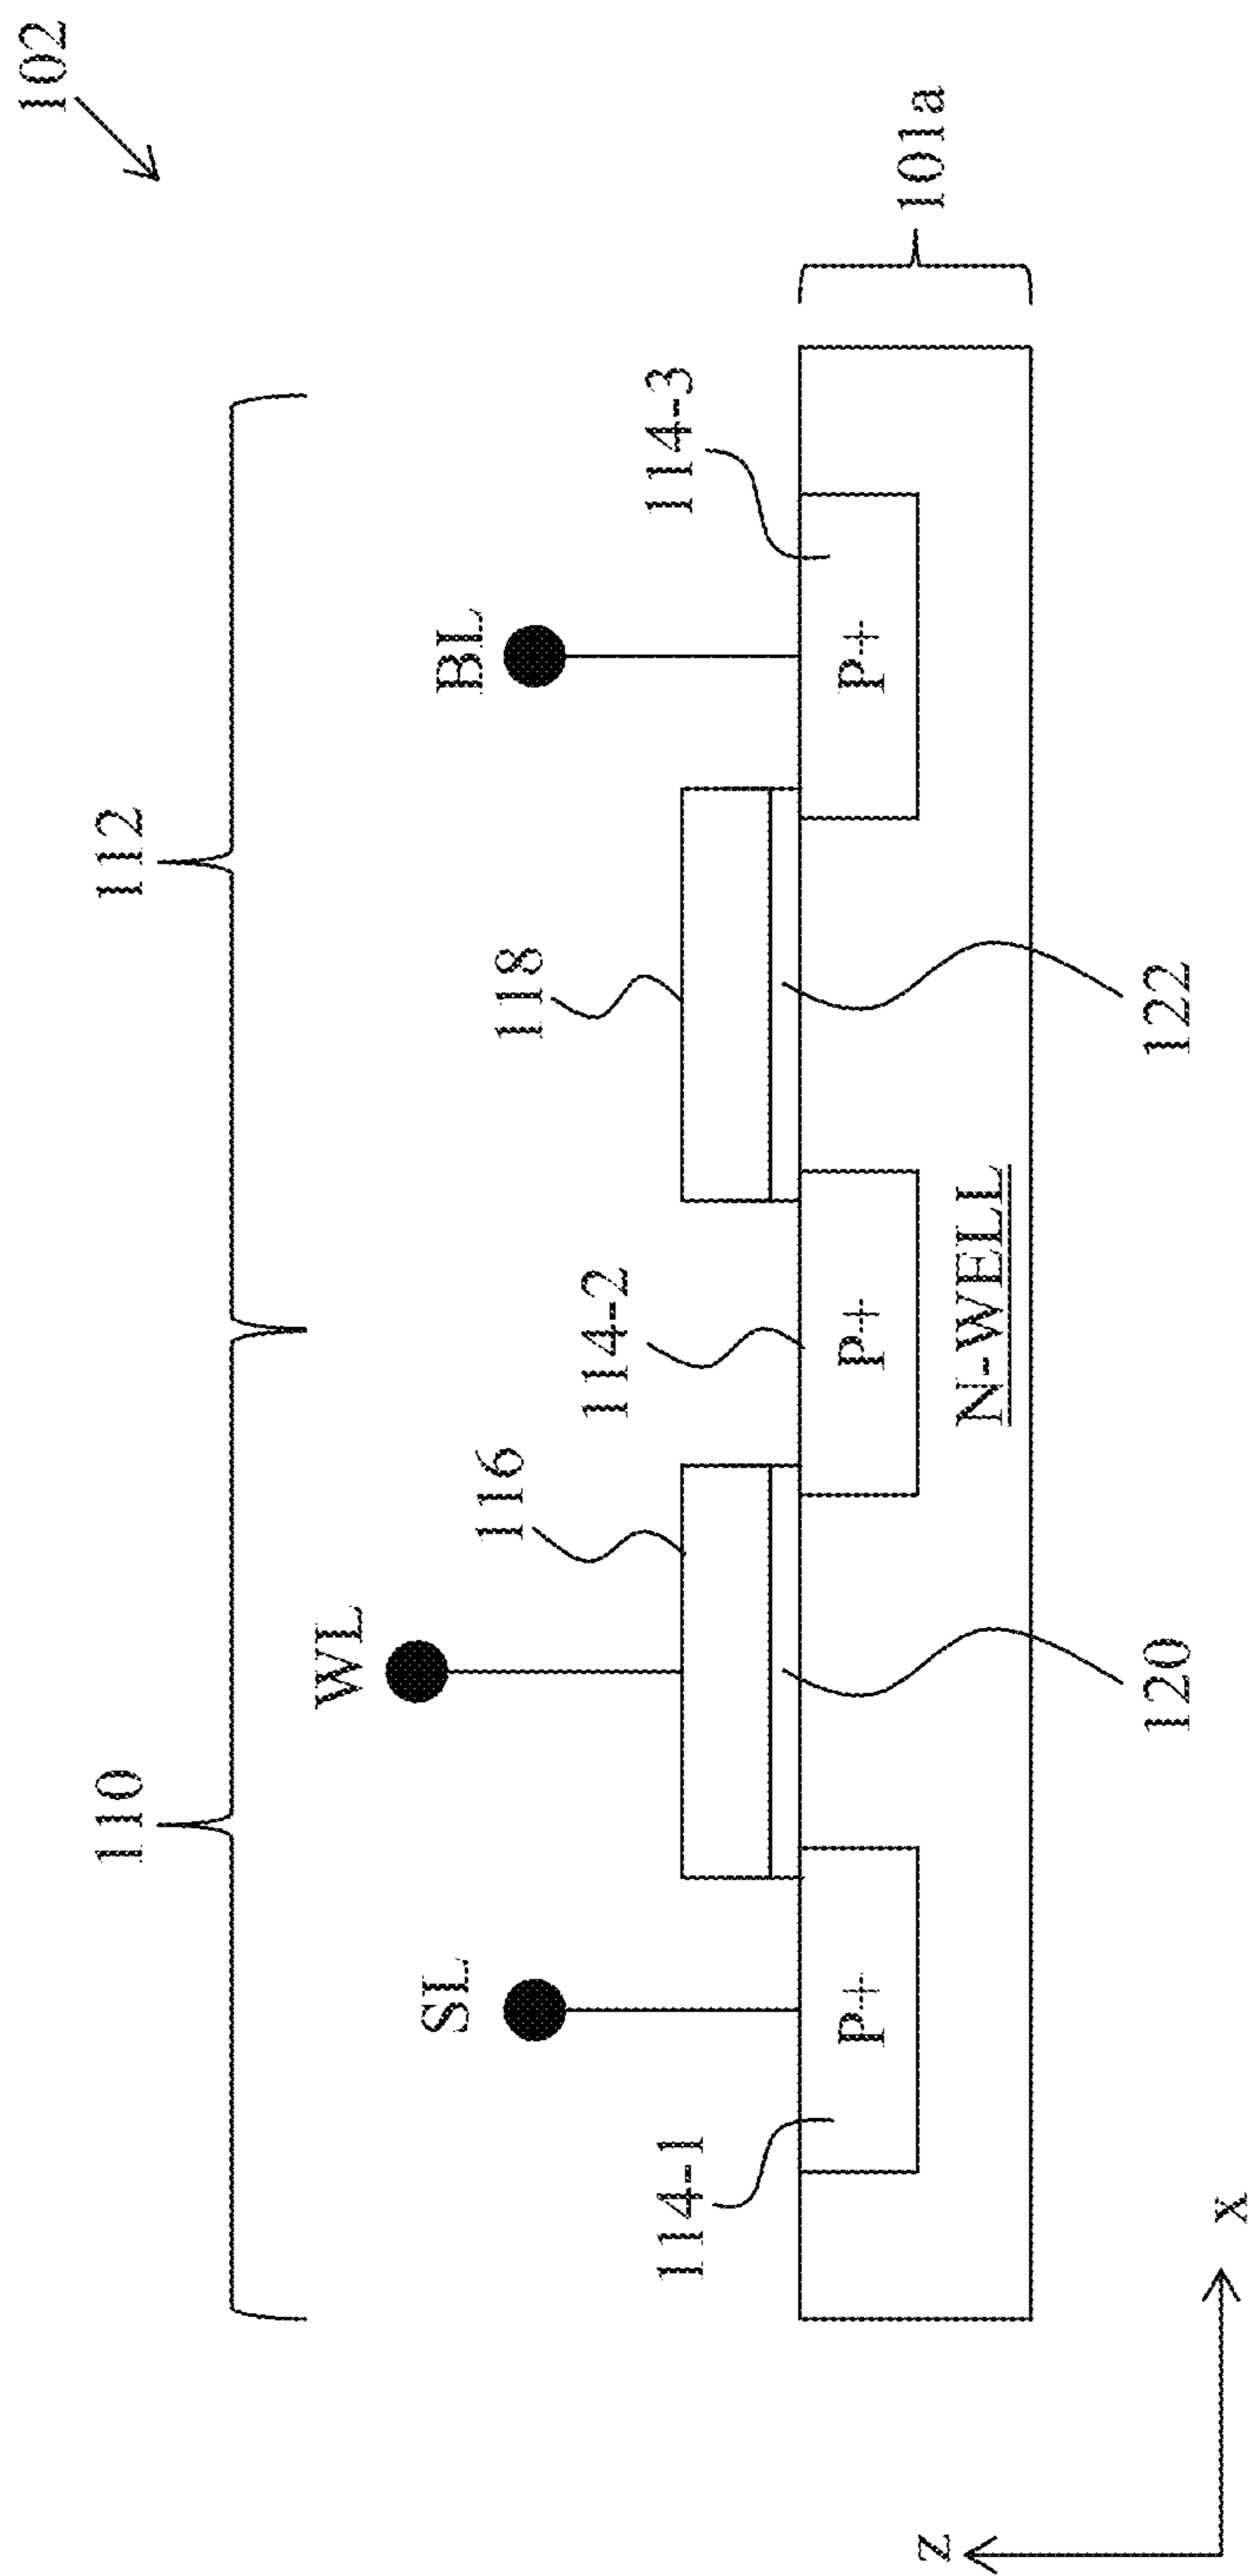 102
110
112
WL
SL
BL
116
118
114-1
114-2
114-3
P+
P+
P+
101a
N-WELL
120
122
z
x